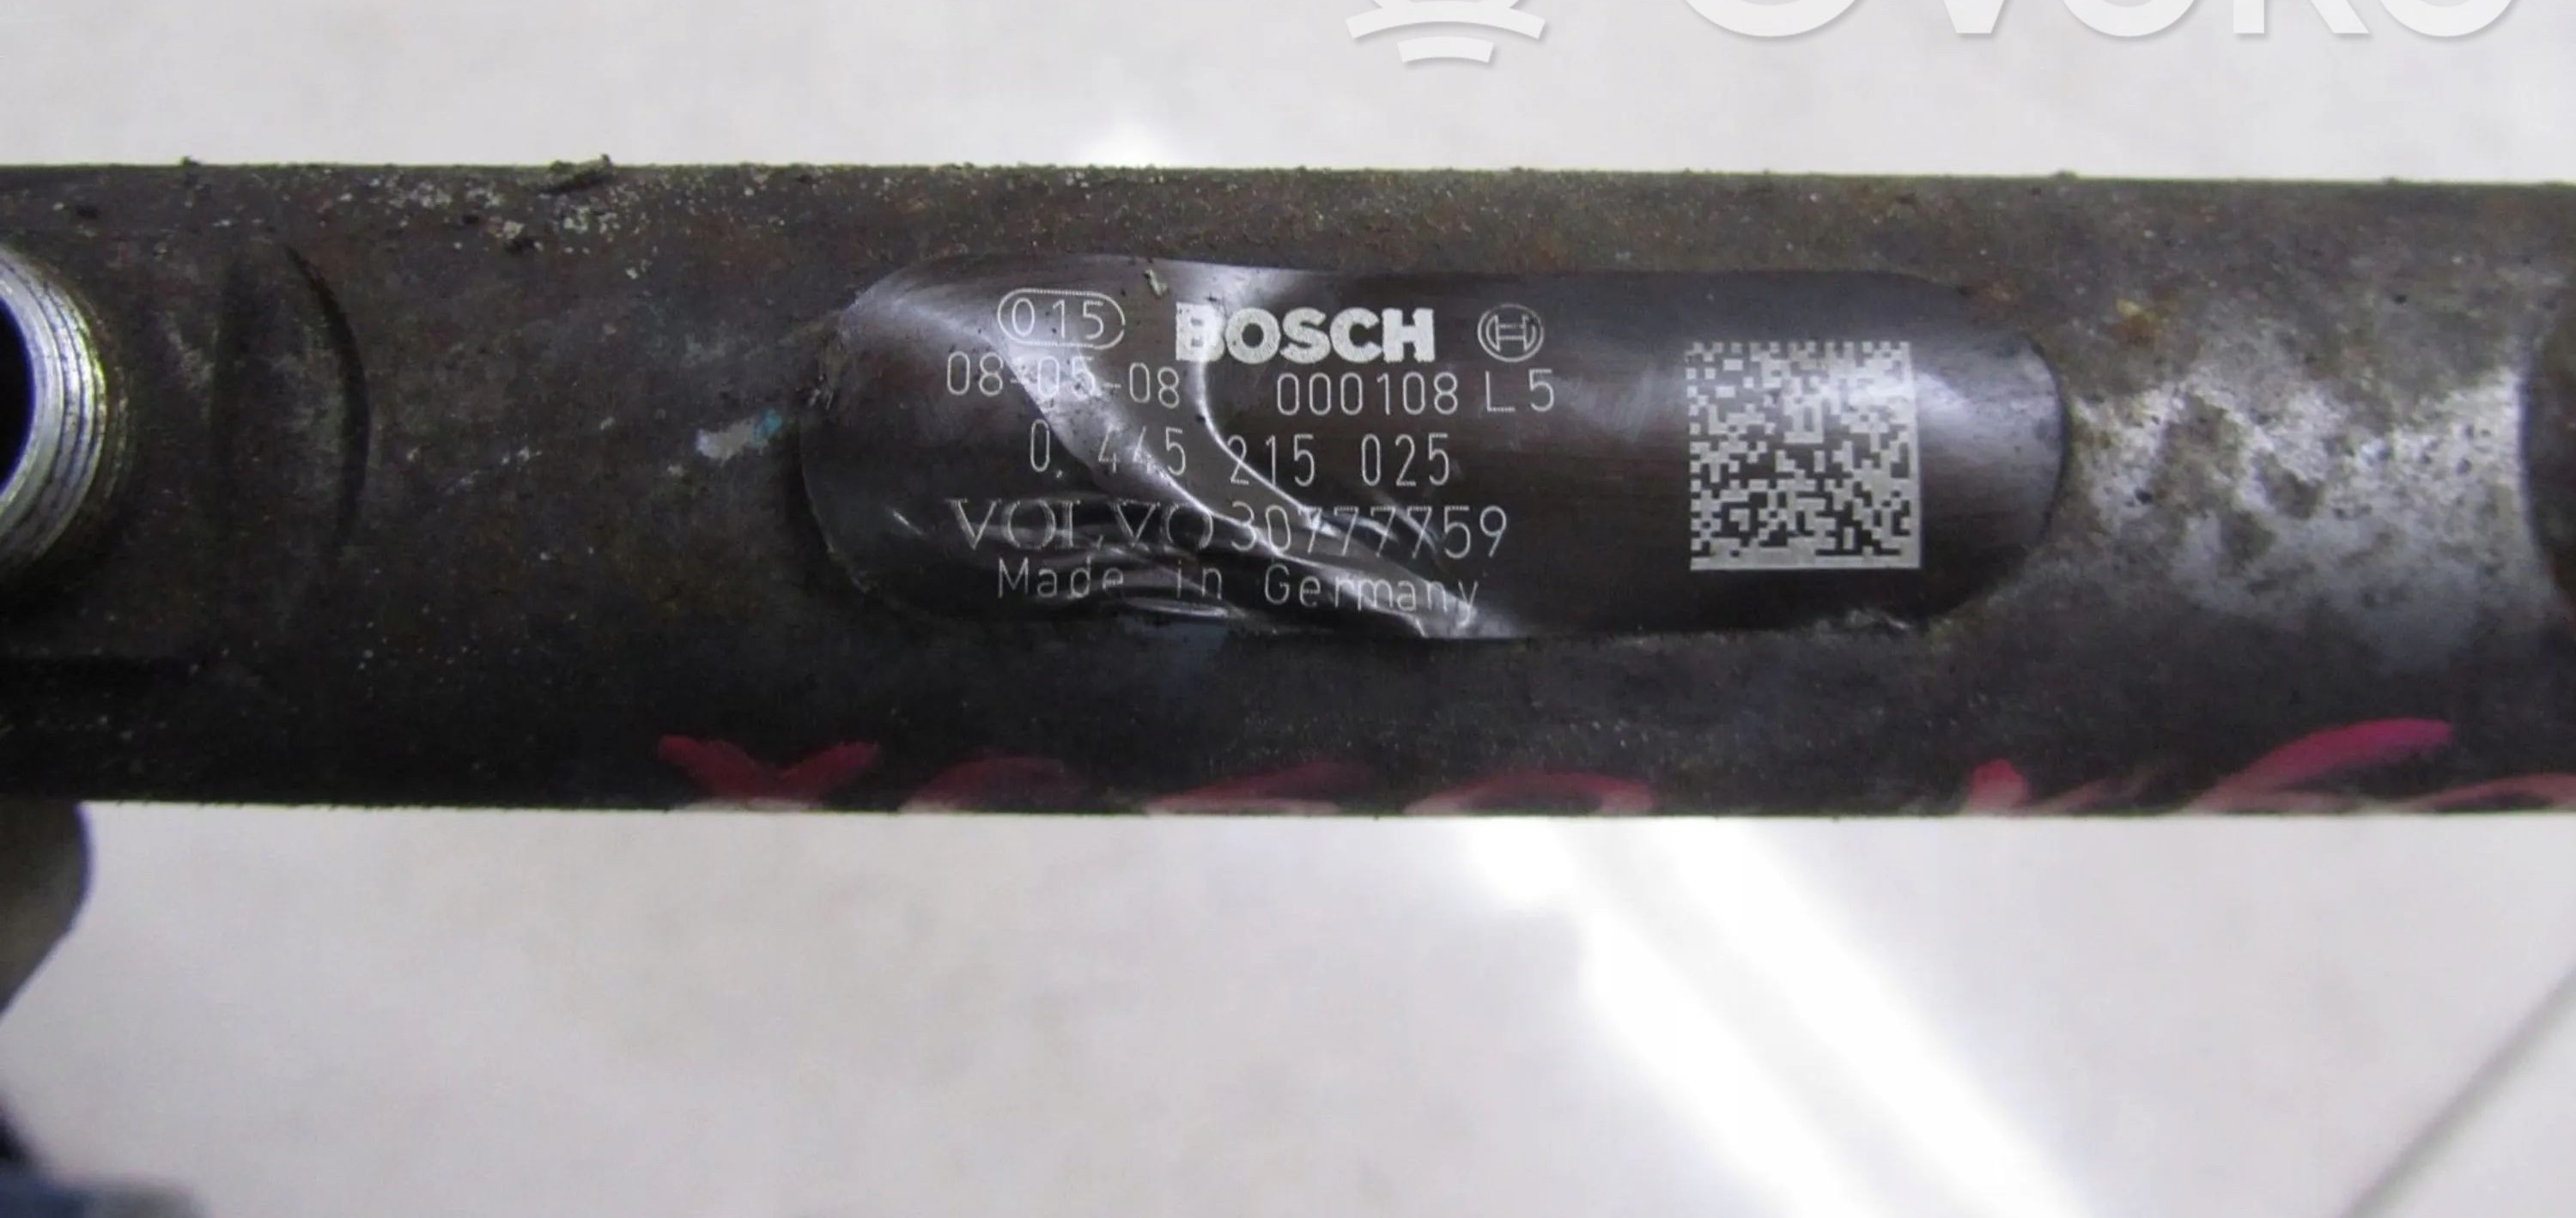 015 BOSCH
08-05-08 000108 L5
0 445 215 025
VOLVO 30777759
Made in Germany